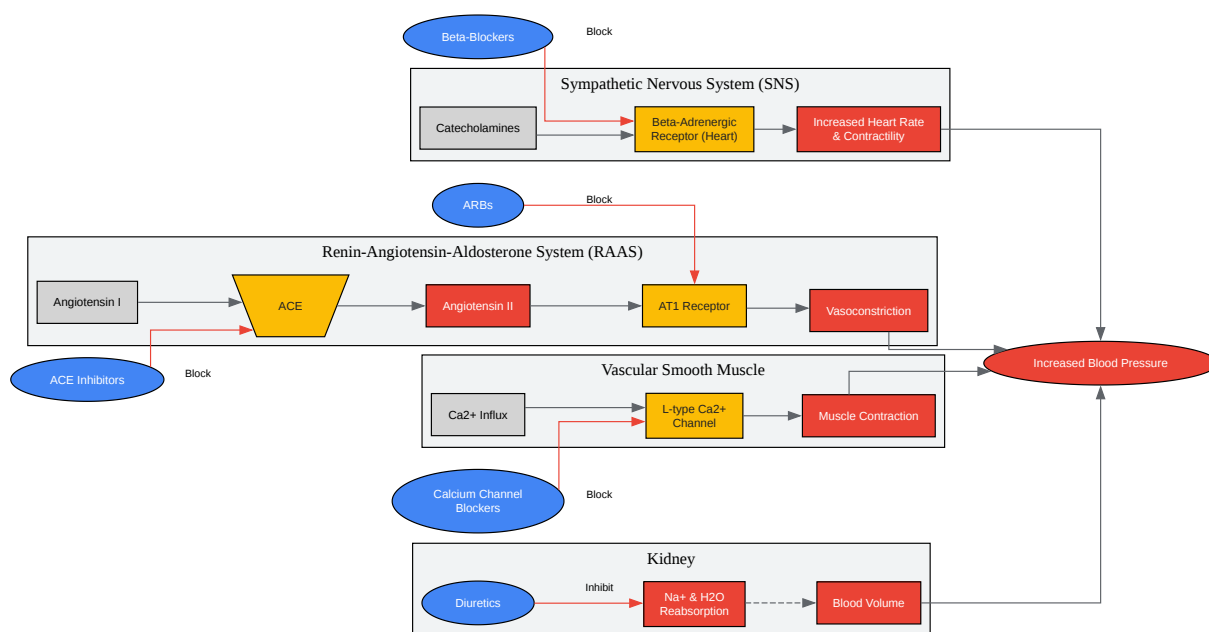 Beta-Blockers
Block
Sympathetic Nervous System (SNS)
Catecholamines
Beta-Adrenergic
Receptor (Heart)
Increased Heart Rate
& Contractility
ARBs
Block
Renin-Angiotensin-Aldosterone System (RAAS)
Angiotensin I
ACE
Angiotensin II
AT1 Receptor
Vasoconstriction
ACE Inhibitors
Block
Increased Blood Pressure
Vascular Smooth Muscle
Ca2+ Influx
L-type Ca2+
Channel
Muscle Contraction
Calcium Channel
Blockers
Block
Kidney
Diuretics
Inhibit
Na+ & H2O
Reabsorption
Blood Volume